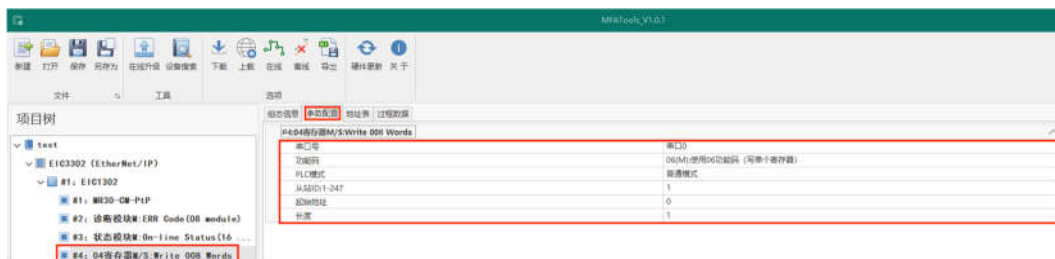 MFATools_V1.0.1
新建 打开 保存 另存为 在线升级 设备搜索 下载 上载 在线 离线 导出 硬件更新 关于
文件 工具 选项
项目树
组态信息 参数配置 地址表 过程数据
test
EIC3302 (EtherNet/IP)
#1: EIC1302
#1: MR30-CM-PtP
#2: 诊断模块M:ERR Code(08 module)
#3: 状态模块M:On-line Status(16 ...
#4: 04寄存器M/S:Write 008 Words
#4:04寄存器M/S:Write 008 Words
串口号 串口0
功能码 06(M):使用06功能码 (写单个寄存器)
PLC模式 普通模式
从站ID:1-247 1
起始地址 0
长度 1